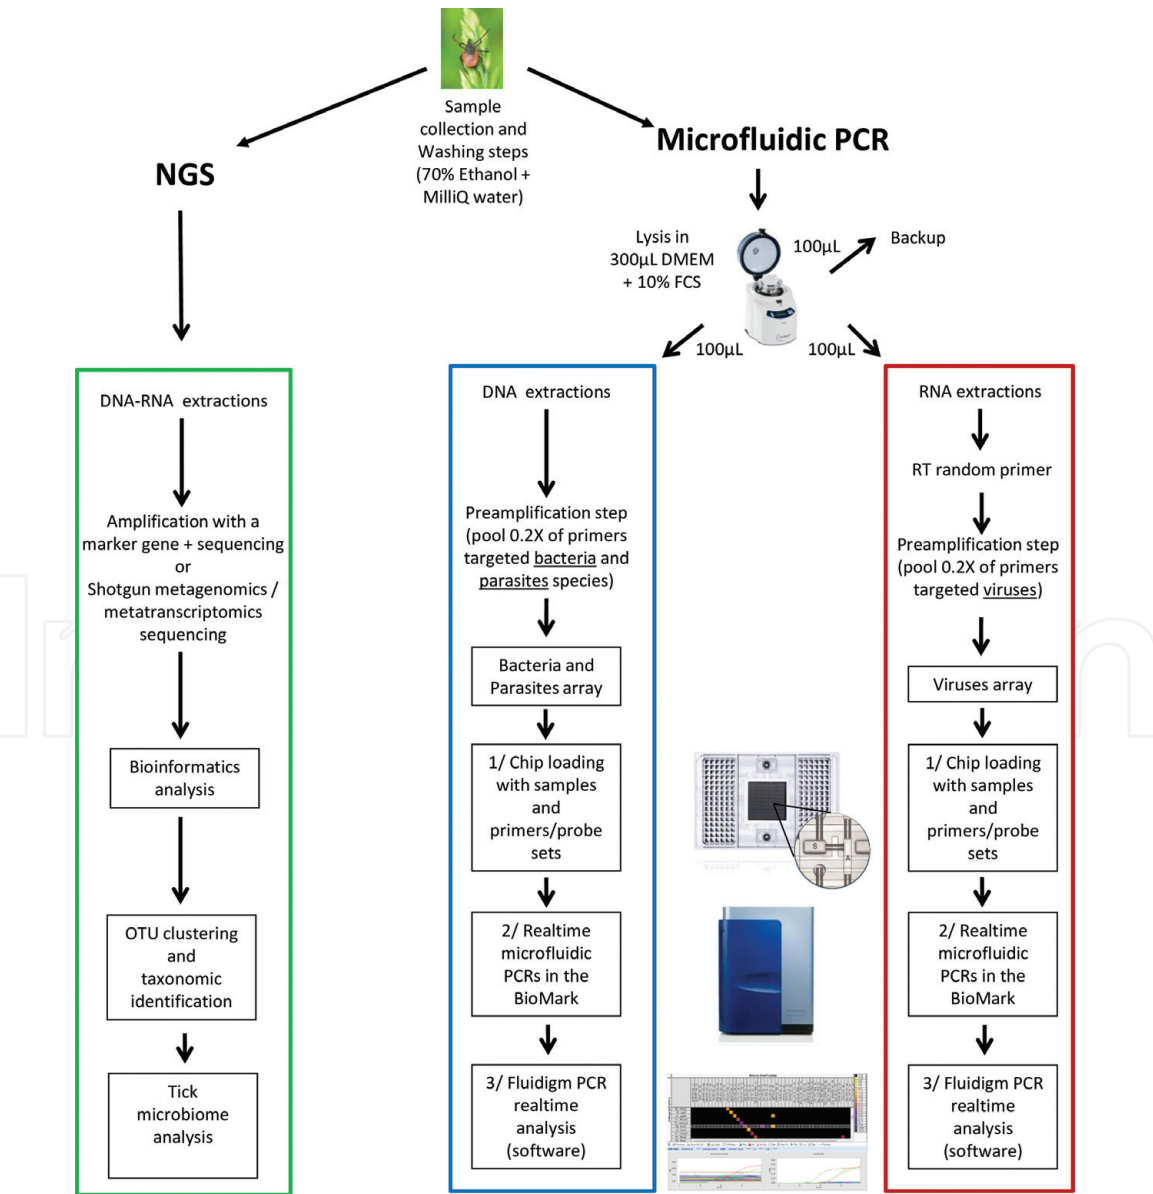 Sample
collection and
Washing steps
(70% Ethanol +
MilliQ water)
NGS
DNA-RNA extractions
Amplification with a
marker gene + sequencing
or
Shotgun metagenomics /
metatranscriptomics
sequencing
Bioinformatics
analysis
OTU clustering
and
taxonomic
identification
Tick
microbiome
analysis
Microfluidic PCR
Lysis in
300µL DMEM
+ 10% FCS
100µL
Backup
100µL
100µL
DNA extractions
Preamplification step
(pool 0.2X of primers
targeted bacteria and
parasites species)
Bacteria and
Parasites array
1/ Chip loading
with samples
and
primers/probe
sets
2/ Realtime
microfluidic
PCRs in the
BioMark
3/ Fluidigm PCR
realtime
analysis
(software)
S
A
RNA extractions
RT random primer
Preamplification step
(pool 0.2X of primers
targeted viruses)
Viruses array
1/ Chip loading
with samples
and
primers/probe
sets
2/ Realtime
microfluidic
PCRs in the
BioMark
3/ Fluidigm PCR
realtime
analysis
(software)